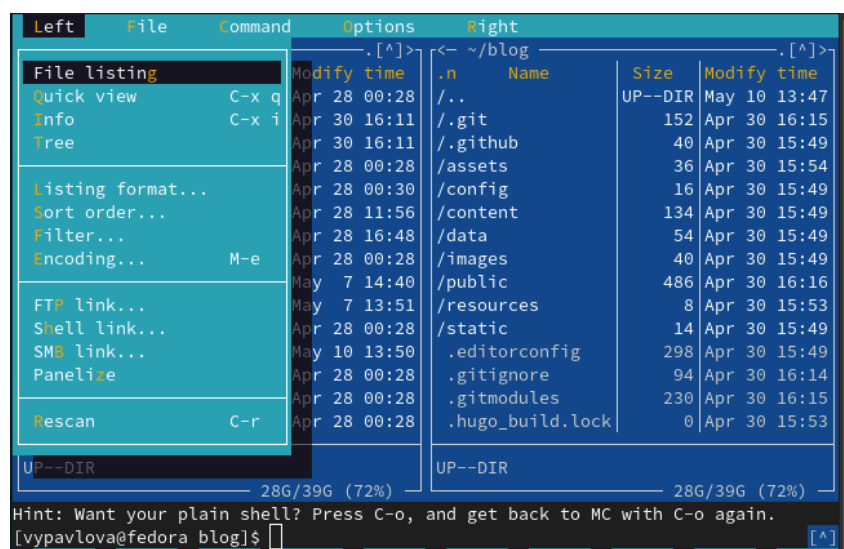 Left File Command Options Right
.[^]> <— ~/blog .[^]>
File listing Modify time .n Name Size Modify time
Quick view C-x q Apr 28 00:28 /.. UP--DIR May 10 13:47
Info C-x i Apr 30 16:11 /.git 152 Apr 30 16:15
Tree Apr 30 16:11 /.github 40 Apr 30 15:49
Apr 28 00:28 /assets 36 Apr 30 15:54
Listing format... Apr 28 00:30 /config 16 Apr 30 15:49
Sort order... Apr 28 11:56 /content 134 Apr 30 15:49
Filter... Apr 28 16:48 /data 54 Apr 30 15:49
Encoding... M-e Apr 28 00:28 /images 40 Apr 30 15:49
May 7 14:40 /public 486 Apr 30 16:16
FTP link... May 7 13:51 /resources 8 Apr 30 15:53
Shell link... Apr 28 00:28 /static 14 Apr 30 15:49
SMB link... May 10 13:50 .editorconfig 298 Apr 30 15:49
Panelize Apr 28 00:28 .gitignore 94 Apr 30 16:14
Apr 28 00:28 .gitmodules 230 Apr 30 16:15
Rescan C-r Apr 28 00:28 .hugo_build.lock 0 Apr 30 15:53
UP--DIR UP--DIR
28G/39G (72%) 28G/39G (72%)
Hint: Want your plain shell? Press C-o, and get back to MC with C-o again.
[vypavlova@fedora blog]$ [^]